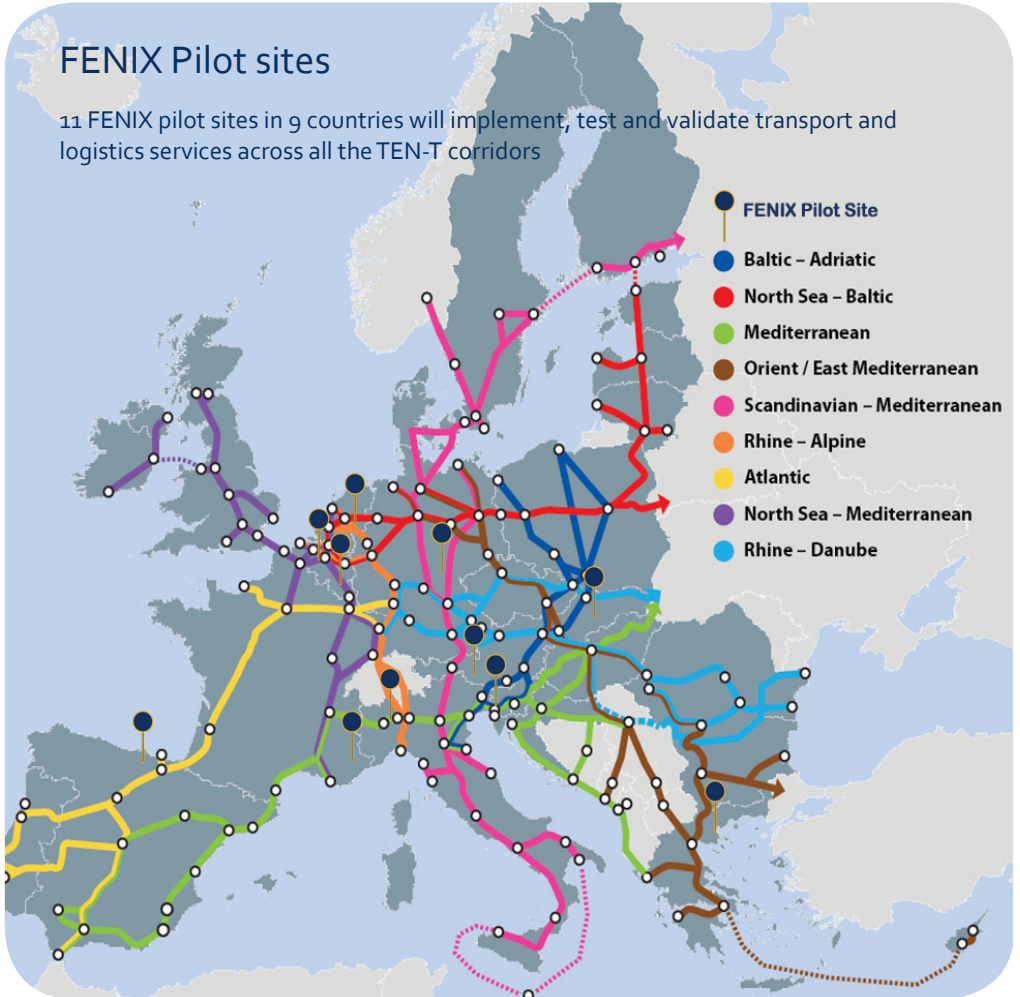 FENIX Pilot sites
11 FENIX pilot sites in 9 countries will implement, test and validate transport and
logistics services across all the TEN-T corridors
FENIX Pilot Site
Baltic – Adriatic
North Sea – Baltic
Mediterranean
Orient / East Mediterranean
Scandinavian – Mediterranean
Rhine – Alpine
Atlantic
North Sea – Mediterranean
Rhine – Danube